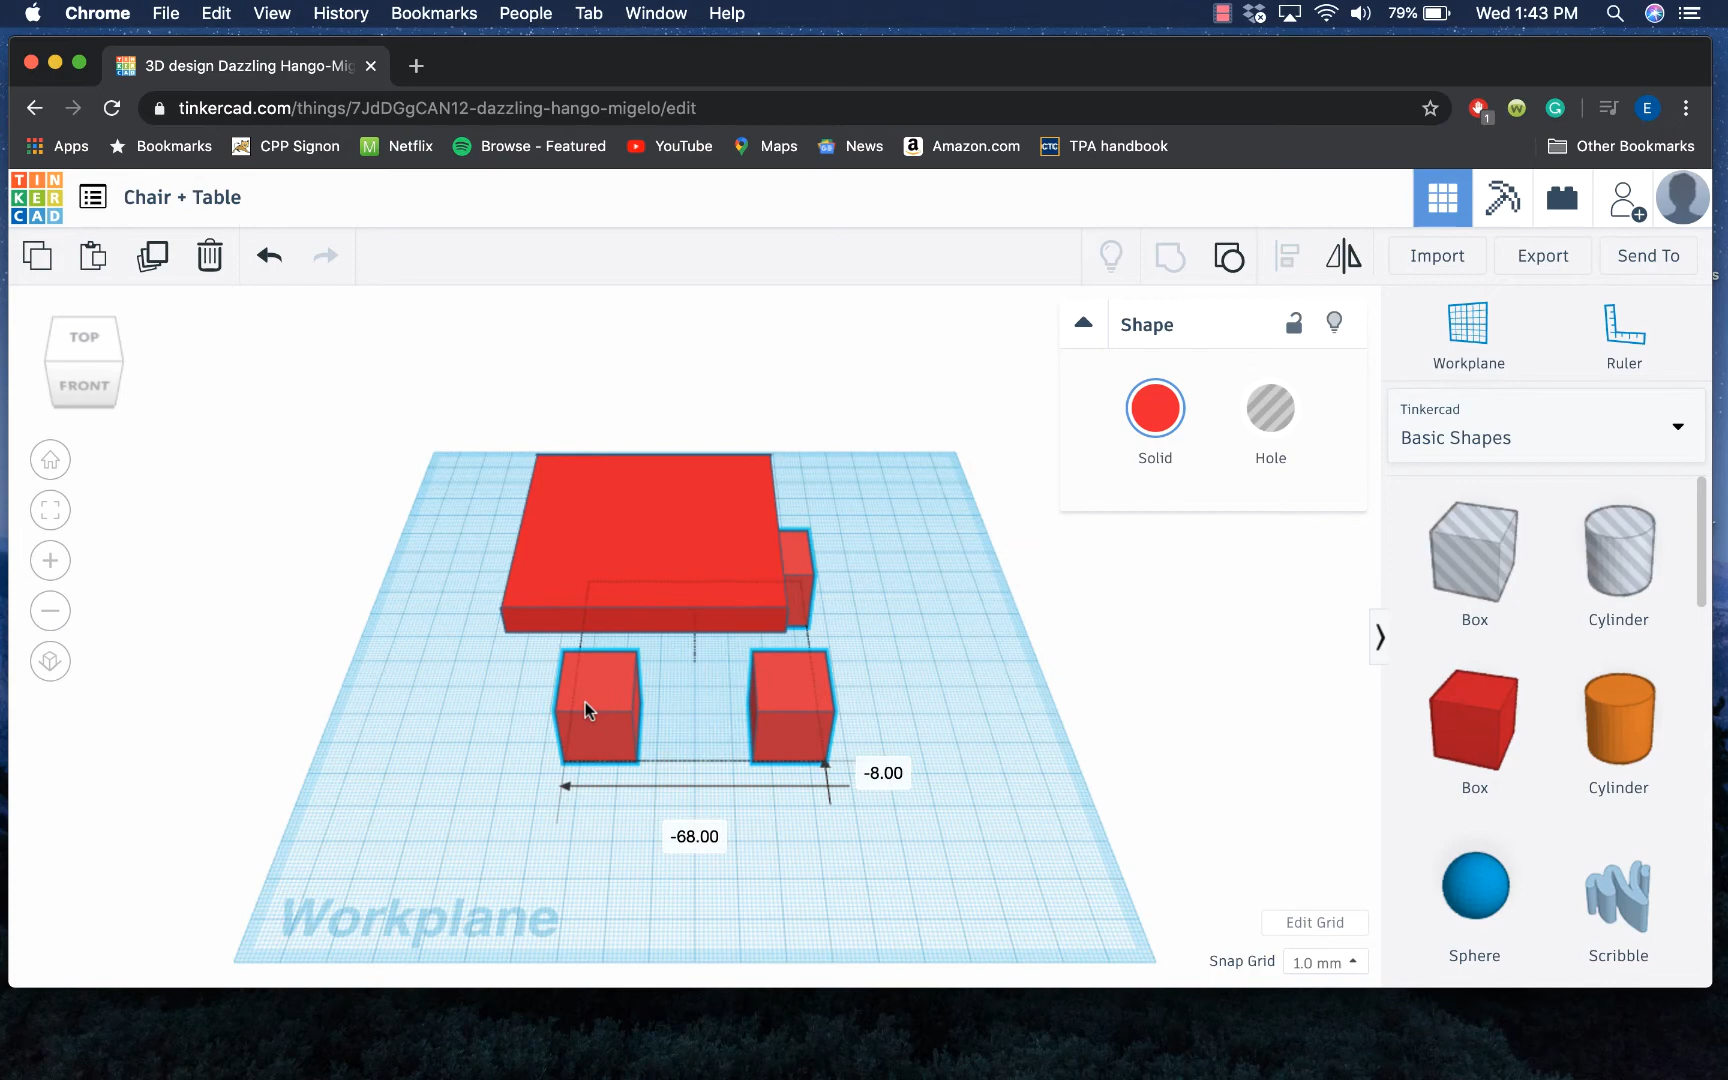 Chrome File Edit View History Bookmarks People Tab Window Help 79% Wed 1:43 PM
3D design Dazzling Hango-Mig
tinkercad.com/things/7JdDGgCAN12-dazzling-hango-migelo/edit
1 W G E
Apps Bookmarks CPP Signon M Netflix Browse - Featured YouTube Maps News a Amazon.com CTC TPA handbook Other Bookmarks
TIN
KER
CAD
Chair + Table
Import Export Send To
TOP
FRONT
Shape
Solid Hole
Workplane Ruler
Tinkercad
Basic Shapes
Box Cylinder
Box Cylinder
Sphere Scribble
-8.00
-68.00
Workplane
Edit Grid
Snap Grid 1.0 mm
s